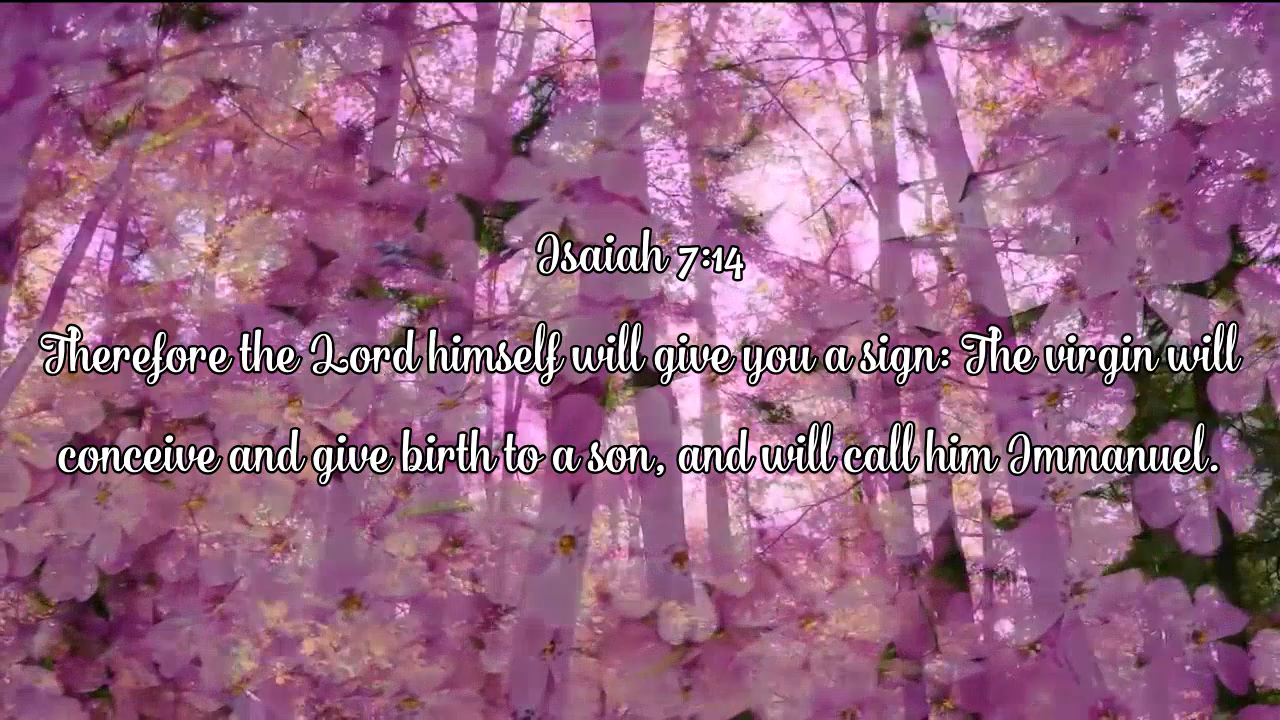 Isaiah 7:14
Therefore the Lord himself will give you a sign: The virgin will
conceive and give birth to a son, and will call him Immanuel.